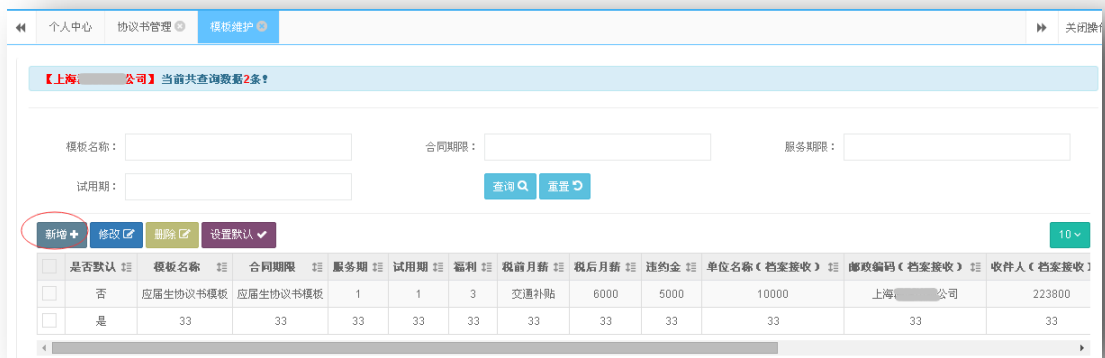 个人中心 协议书管理 模板维护 关闭操
【上海 公司】当前共查询数据2条!
模板名称: 合同期限: 服务期限:
试用期: 查询 重置
新增 修改 删除 设置默认 10
是否默认 模板名称 合同期限 服务期 试用期 福利 税前月薪 税后月薪 违约金 单位名称(档案接收) 邮政编码(档案接收) 收件人(档案接收)
否 应届生协议书模板 应届生协议书模板 1 1 3 交通补贴 6000 5000 10000 上海 公司 223800
是 33 33 33 33 33 33 33 33 33 33 33